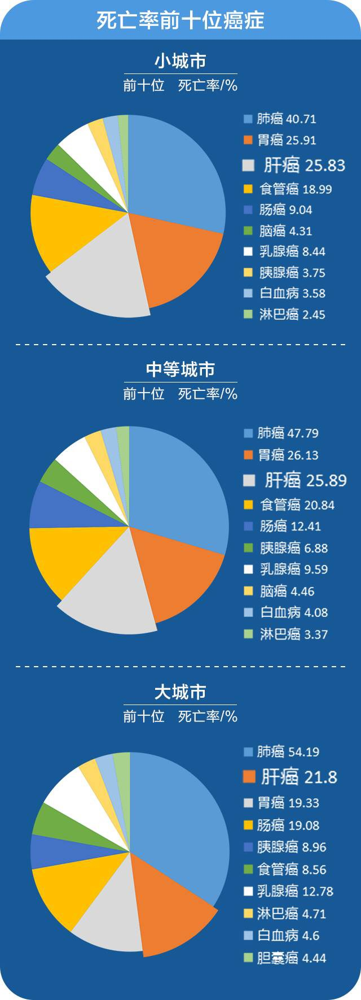 死亡率前十位癌症
小城市
前十位 死亡率/%
肺癌 40.71
胃癌 25.91
肝癌 25.83
食管癌 18.99
肠癌 9.04
脑癌 4.31
乳腺癌 8.44
胰腺癌 3.75
白血病 3.58
淋巴癌 2.45
中等城市
前十位 死亡率/%
肺癌 47.79
胃癌 26.13
肝癌 25.89
食管癌 20.84
肠癌 12.41
胰腺癌 6.88
乳腺癌 9.59
脑癌 4.46
白血病 4.08
淋巴癌 3.37
大城市
前十位 死亡率/%
肺癌 54.19
肝癌 21.8
胃癌 19.33
肠癌 19.08
胰腺癌 8.96
食管癌 8.56
乳腺癌 12.78
淋巴癌 4.71
白血病 4.6
胆囊癌 4.44